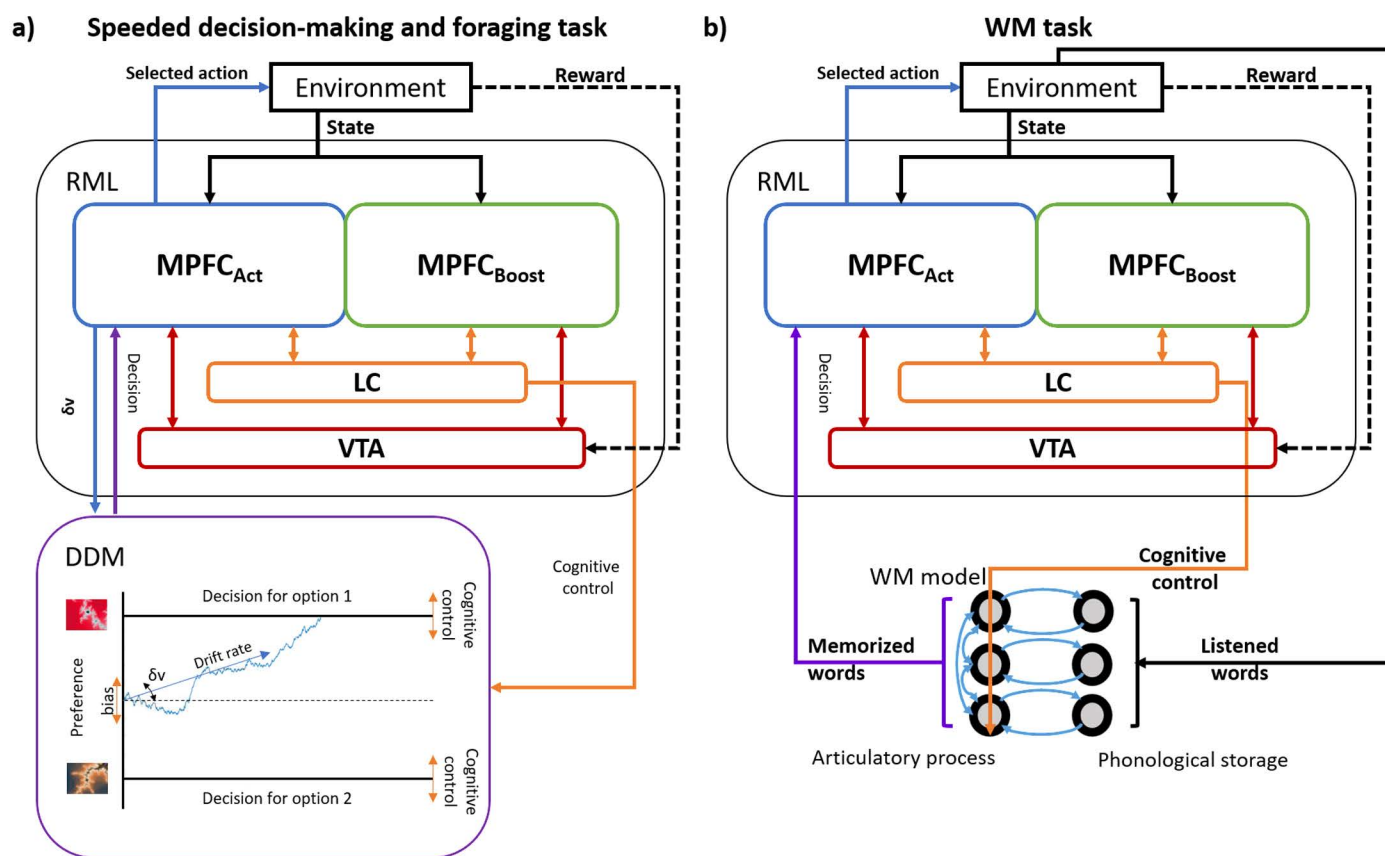 a)
Speeded decision-making and foraging task
Selected action
Environment
Reward
State
RML
MPFCAct
MPFCBoost
δv
Decision
LC
VTA
DDM
Decision for option 1
Cognitive
control
Cognitive
control
Drift rate
δv
Preference
bias
Decision for option 2
Cognitive
control
b)
WM task
Selected action
Environment
Reward
State
RML
MPFCAct
MPFCBoost
Decision
LC
VTA
Cognitive
control
WM model
Memorized
words
Listened
words
Articulatory process
Phonological storage